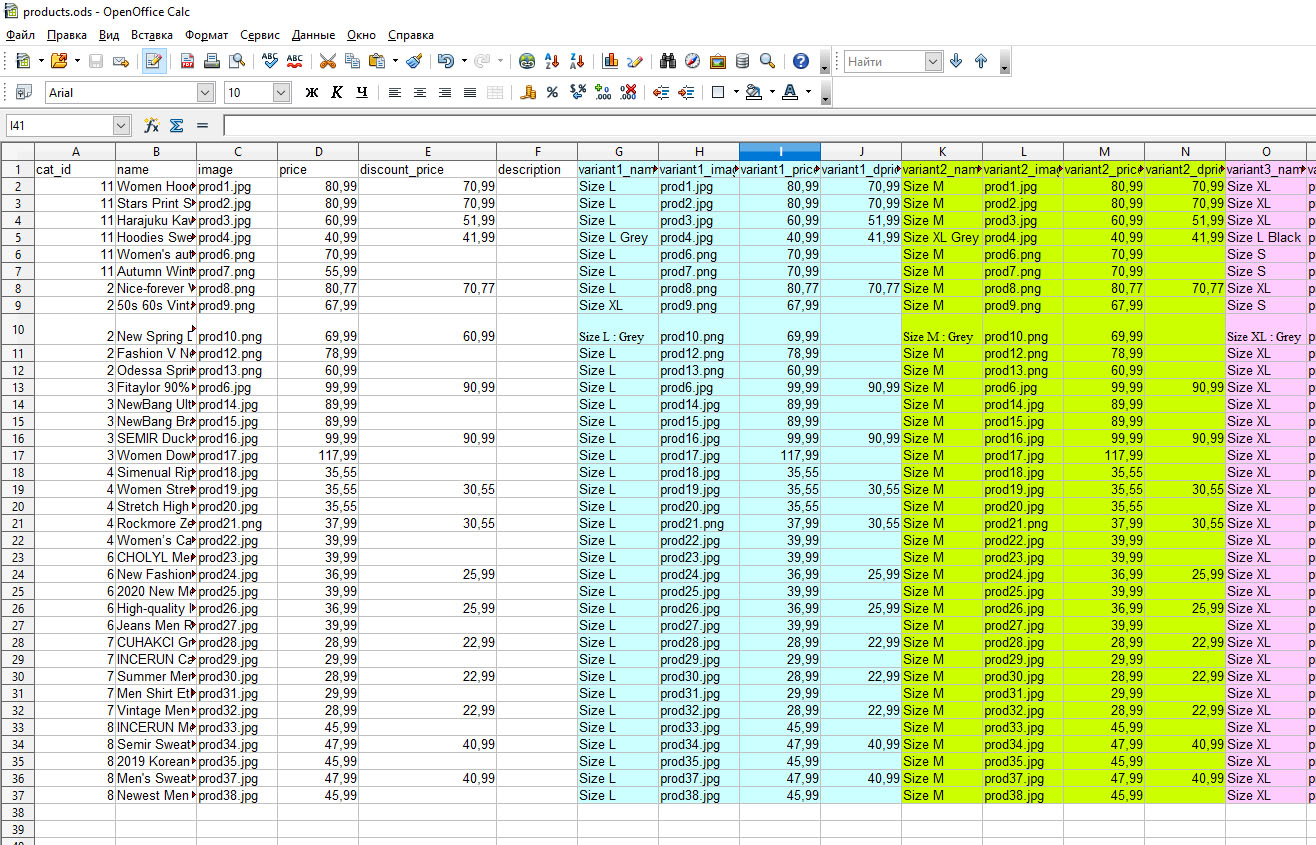 products.ods - OpenOffice Calc
Файл Правка Вид Вставка Формат Сервис Данные Окно Справка
Найти
Arial 10 Ж К Ч
I41
A B C D E F G H I J K L M N O
1 cat_id name image price discount_price description variant1_nam variant1_imag variant1_price variant1_dpri variant2_nam variant2_imag variant2_price variant2_dpri variant3_nam
2 11 Women Hood prod1.jpg 80,99 70,99 Size L prod1.jpg 80,99 70,99 Size M prod1.jpg 80,99 70,99 Size XL p
3 11 Stars Print S prod2.jpg 80,99 70,99 Size L prod2.jpg 80,99 70,99 Size M prod2.jpg 80,99 70,99 Size XL p
4 11 Harajuku Kaw prod3.jpg 60,99 51,99 Size L prod3.jpg 60,99 51,99 Size M prod3.jpg 60,99 51,99 Size XL p
5 11 Hoodies Swe prod4.jpg 40,99 41,99 Size L Grey prod4.jpg 40,99 41,99 Size XL Grey prod4.jpg 40,99 41,99 Size L Black p
6 11 Women's aut prod6.png 70,99 Size L prod6.png 70,99 Size M prod6.png 70,99 Size S p
7 11 Autumn Wint prod7.png 55,99 Size L prod7.png 70,99 Size M prod7.png 70,99 Size S p
8 2 Nice-forever prod8.png 80,77 70,77 Size L prod8.png 80,77 70,77 Size M prod8.png 80,77 70,77 Size XL p
9 2 50s 60s Vint prod9.png 67,99 Size XL prod9.png 67,99 Size M prod9.png 67,99 Size S p
10 2 New Spring L prod10.png 69,99 60,99 Size L : Grey prod10.png 69,99 Size M : Grey prod10.png 69,99 Size XL : Grey p
11 2 Fashion V Ne prod12.png 78,99 Size L prod12.png 78,99 Size M prod12.png 78,99 Size XL p
12 2 Odessa Spri prod13.png 60,99 Size L prod13.png 60,99 Size M prod13.png 60,99 Size XL p
13 3 Fitaylor 90% prod6.jpg 99,99 90,99 Size L prod6.jpg 99,99 90,99 Size M prod6.jpg 99,99 90,99 Size XL p
14 3 NewBang Ult prod14.jpg 89,99 Size L prod14.jpg 89,99 Size M prod14.jpg 89,99 Size XL p
15 3 NewBang Bra prod15.jpg 89,99 Size L prod15.jpg 89,99 Size M prod15.jpg 89,99 Size XL p
16 3 SEMIR Duck prod16.jpg 99,99 90,99 Size L prod16.jpg 99,99 90,99 Size M prod16.jpg 99,99 90,99 Size XL p
17 3 Women Dow prod17.jpg 117,99 Size L prod17.jpg 117,99 Size M prod17.jpg 117,99 Size XL p
18 4 Simenual Rip prod18.jpg 35,55 Size L prod18.jpg 35,55 Size M prod18.jpg 35,55 Size XL p
19 4 Women Stre prod19.jpg 35,55 30,55 Size L prod19.jpg 35,55 30,55 Size M prod19.jpg 35,55 30,55 Size XL p
20 4 Stretch High prod20.jpg 35,55 Size L prod20.jpg 35,55 Size M prod20.jpg 35,55 Size XL p
21 4 Rockmore Ze prod21.png 37,99 30,55 Size L prod21.png 37,99 30,55 Size M prod21.png 37,99 30,55 Size XL p
22 4 Women's Ca prod22.jpg 39,99 Size L prod22.jpg 39,99 Size M prod22.jpg 39,99 Size XL p
23 6 CHOLYL Me prod23.jpg 39,99 Size L prod23.jpg 39,99 Size M prod23.jpg 39,99 Size XL p
24 6 New Fashion prod24.jpg 36,99 25,99 Size L prod24.jpg 36,99 25,99 Size M prod24.jpg 36,99 25,99 Size XL p
25 6 2020 New Me prod25.jpg 39,99 Size L prod25.jpg 39,99 Size M prod25.jpg 39,99 Size XL p
26 6 High-quality prod26.jpg 36,99 25,99 Size L prod26.jpg 36,99 25,99 Size M prod26.jpg 36,99 25,99 Size XL p
27 6 Jeans Men R prod27.jpg 39,99 Size L prod27.jpg 39,99 Size M prod27.jpg 39,99 Size XL p
28 7 CUHAKCI Gr prod28.jpg 28,99 22,99 Size L prod28.jpg 28,99 22,99 Size M prod28.jpg 28,99 22,99 Size XL p
29 7 INCERUN Ca prod29.jpg 29,99 Size L prod29.jpg 29,99 Size M prod29.jpg 29,99 Size XL p
30 7 Summer Men prod30.jpg 28,99 22,99 Size L prod30.jpg 28,99 22,99 Size M prod30.jpg 28,99 22,99 Size XL p
31 7 Men Shirt Et prod31.jpg 29,99 Size L prod31.jpg 29,99 Size M prod31.jpg 29,99 Size XL p
32 7 Vintage Men prod32.jpg 28,99 22,99 Size L prod32.jpg 28,99 22,99 Size M prod32.jpg 28,99 22,99 Size XL p
33 8 INCERUN Me prod33.jpg 45,99 Size L prod33.jpg 45,99 Size M prod33.jpg 45,99 Size XL p
34 8 Semir Sweat prod34.jpg 47,99 40,99 Size L prod34.jpg 47,99 40,99 Size M prod34.jpg 47,99 40,99 Size XL p
35 8 2019 Korean prod35.jpg 45,99 Size L prod35.jpg 45,99 Size M prod35.jpg 45,99 Size XL p
36 8 Men's Sweat prod37.jpg 47,99 40,99 Size L prod37.jpg 47,99 40,99 Size M prod37.jpg 47,99 40,99 Size XL p
37 8 Newest Men prod38.jpg 45,99 Size L prod38.jpg 45,99 Size M prod38.jpg 45,99 Size XL p
38
39